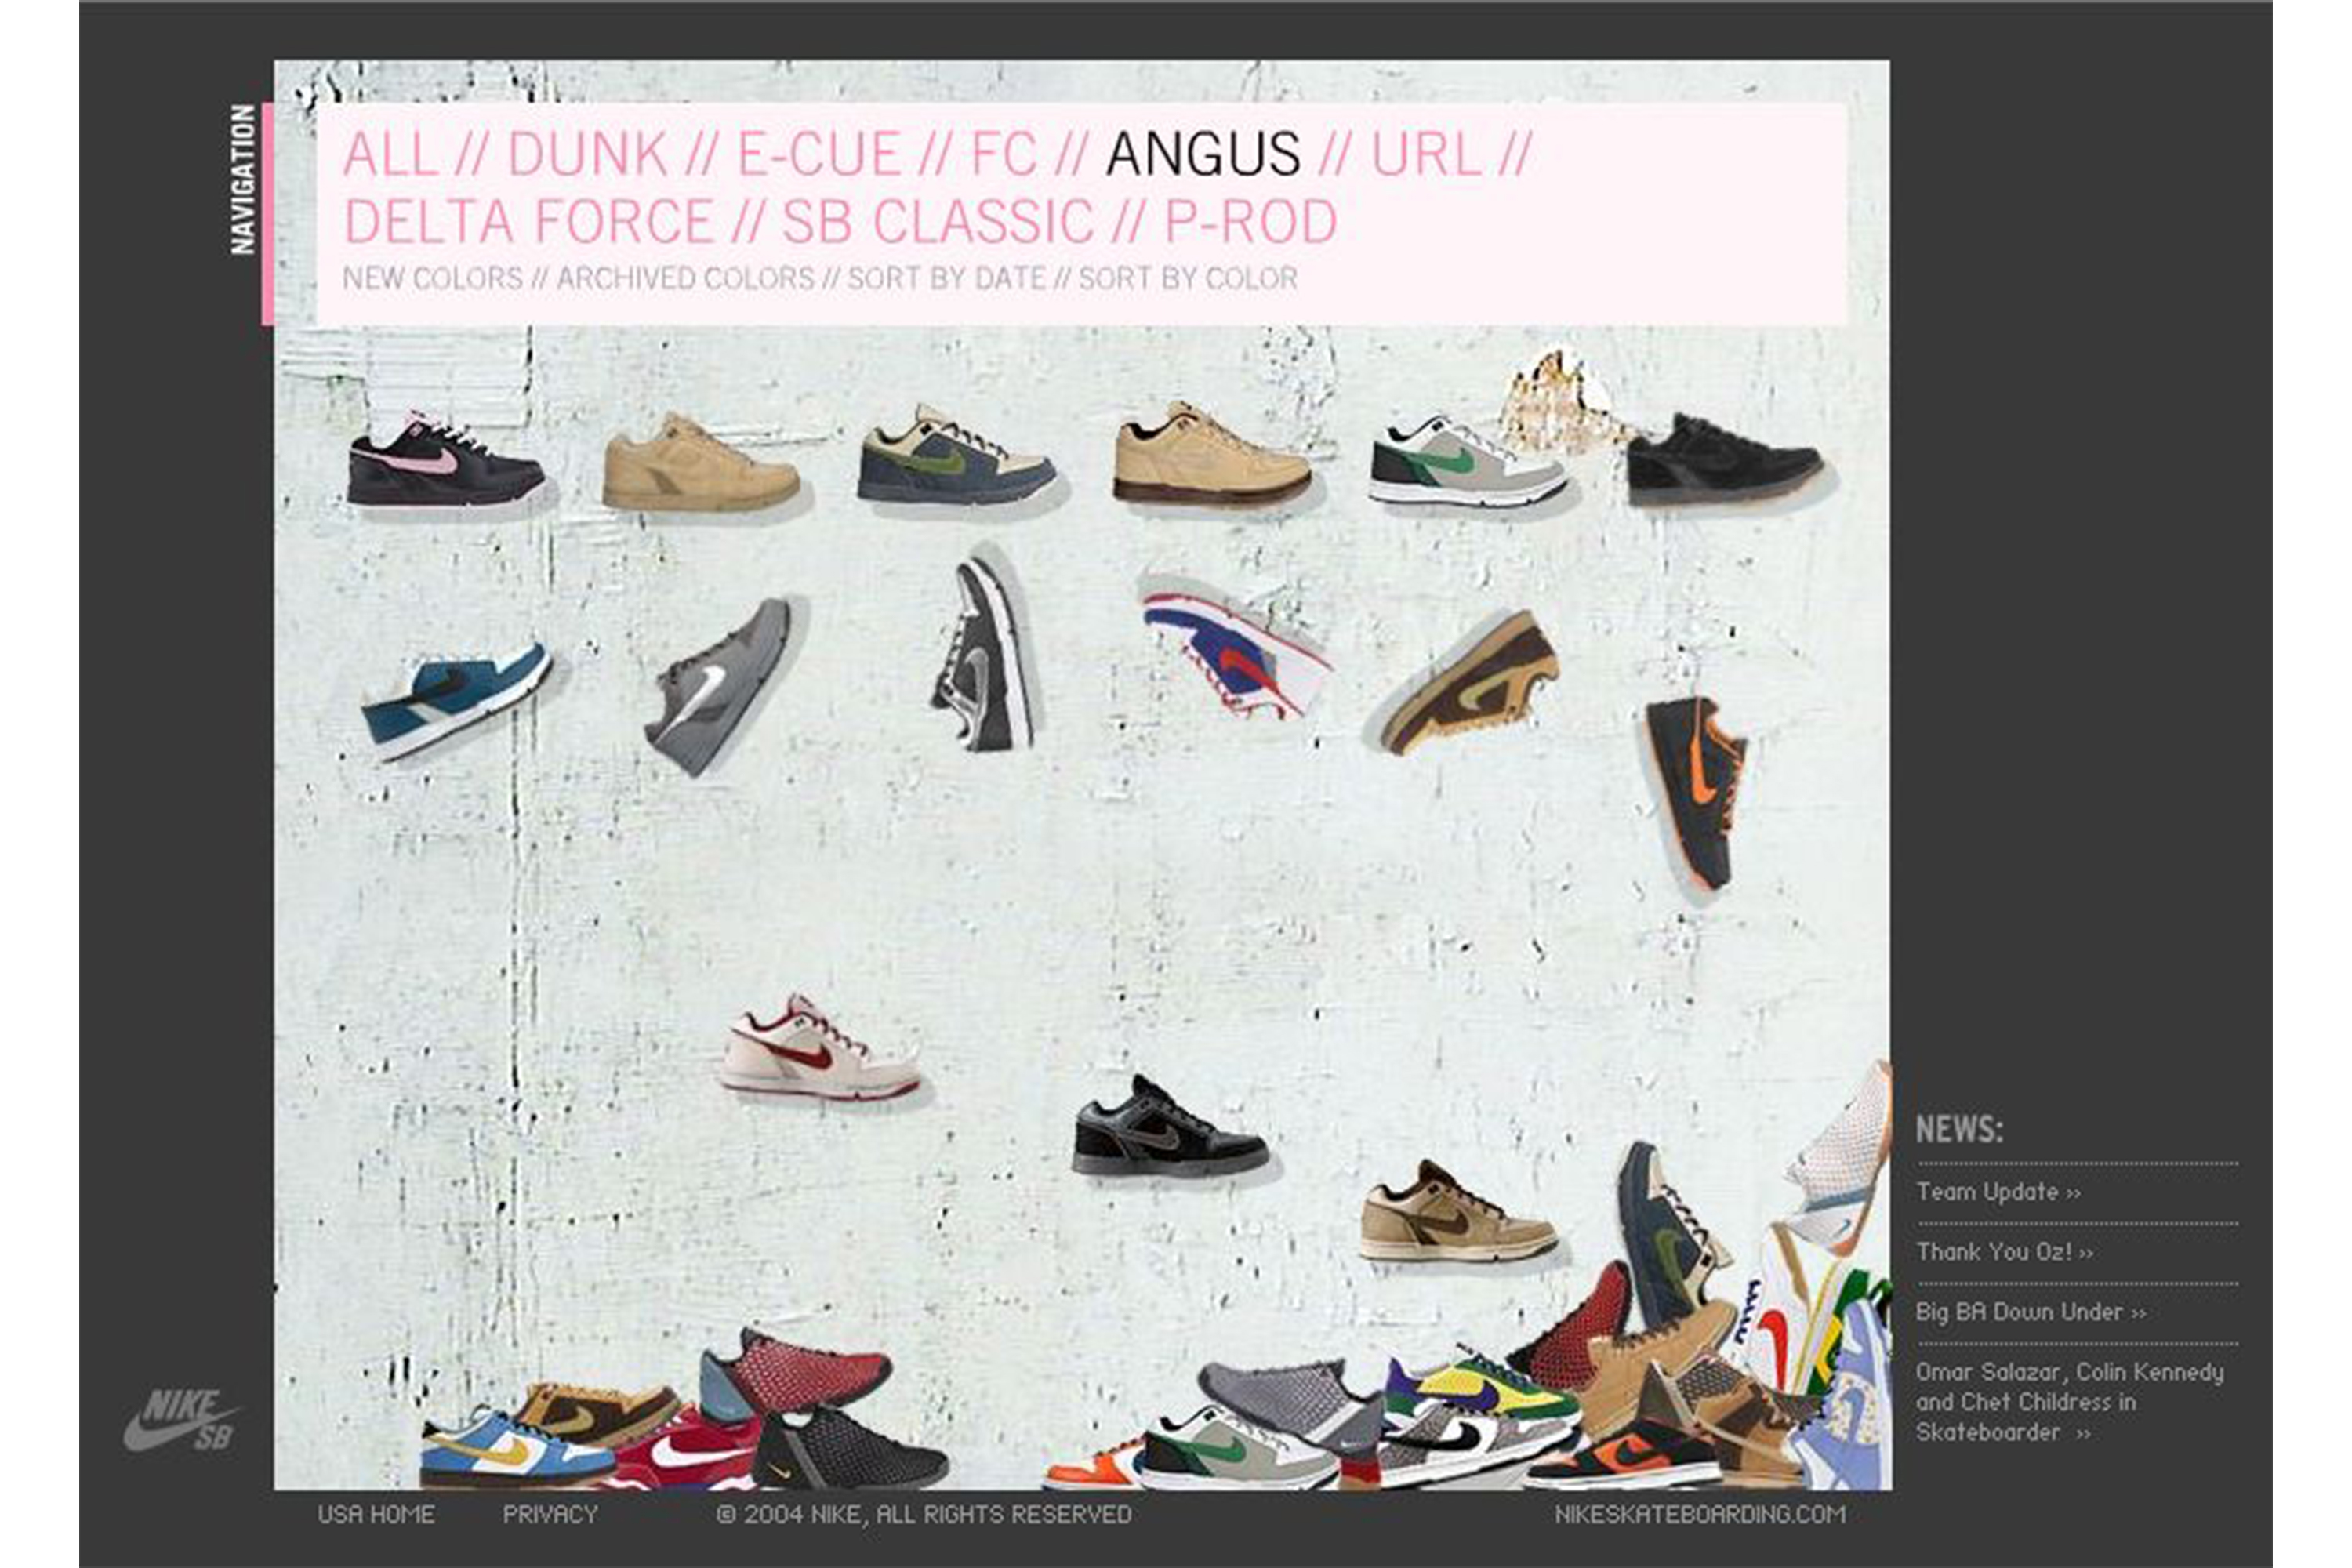 NAVIGATION
ALL // DUNK // E-CUE // FC // ANGUS // URL //
DELTA FORCE // SB CLASSIC // P-ROD
NEW COLORS // ARCHIVED COLORS // SORT BY DATE // SORT BY COLOR
NEWS:
Team Update ››
Thank You Oz! ››
Big BA Down Under ››
Omar Salazar, Colin Kennedy
and Chet Childress in
Skateboarder ››
NIKE
SB
USA HOME PRIVACY © 2004 NIKE, ALL RIGHTS RESERVED NIKESKATEBOARDING.COM